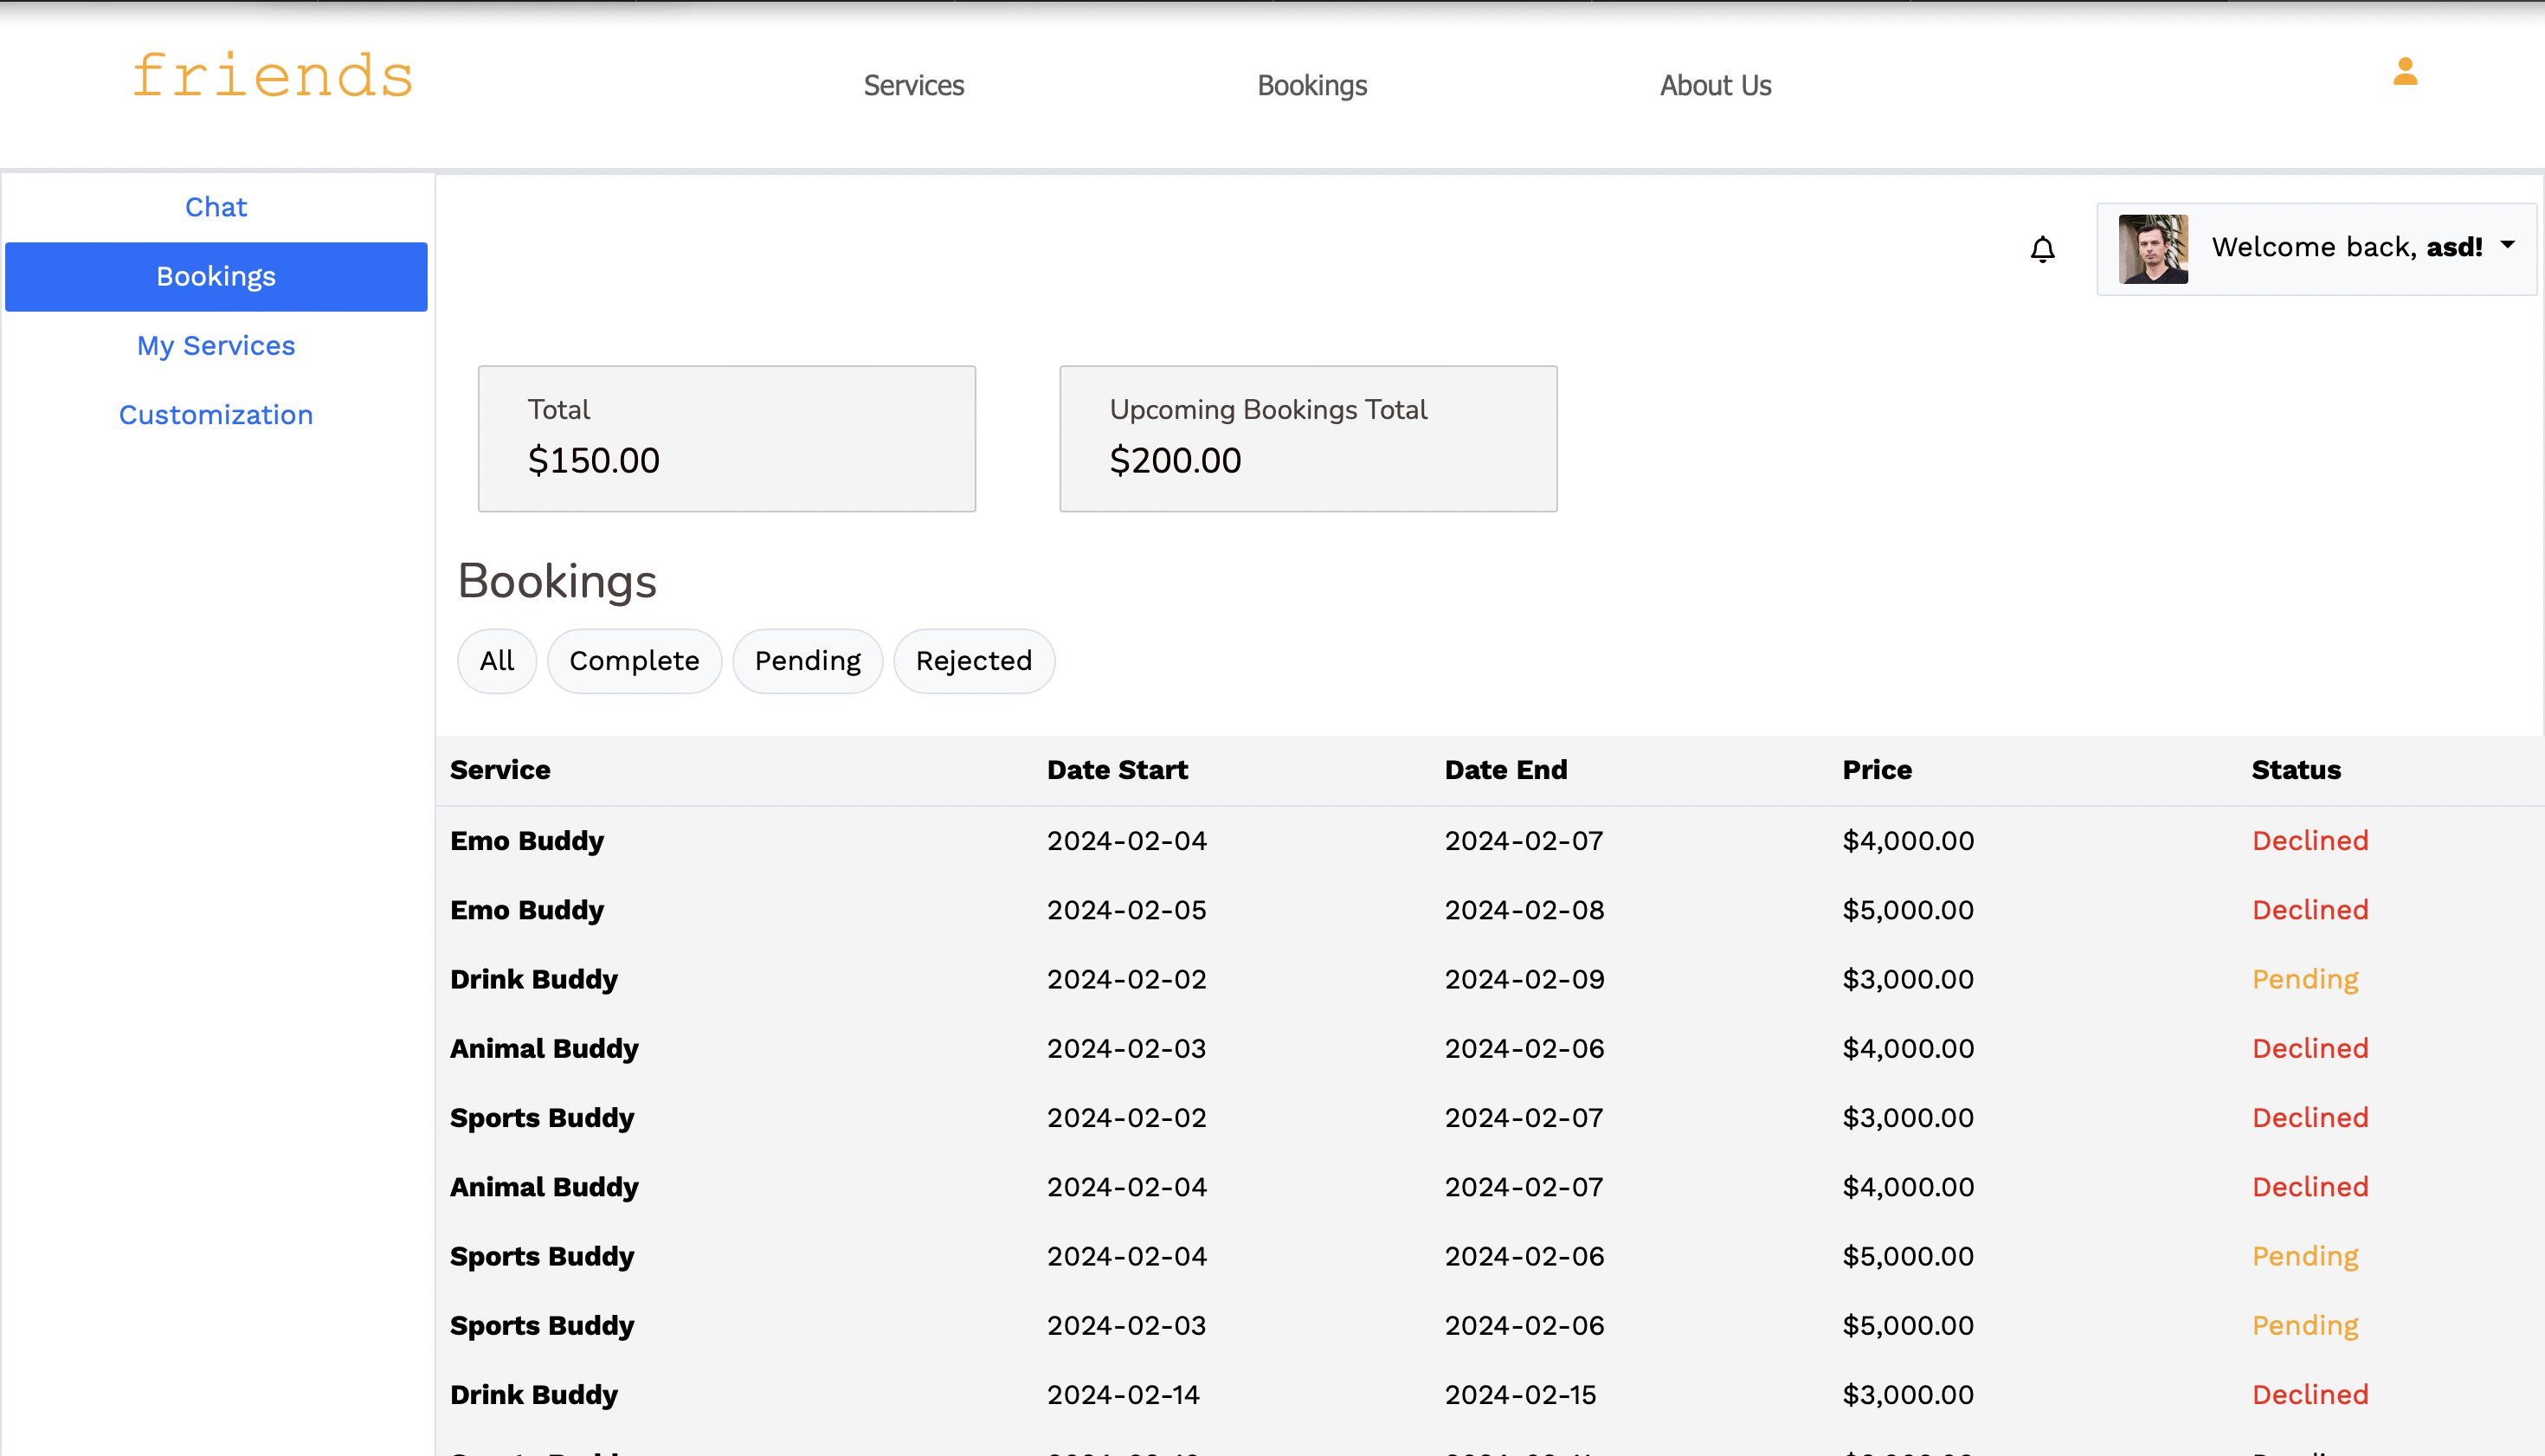 friends
Services Bookings About Us
Chat
Bookings
My Services
Customization
Welcome back, asd!
Total
$150.00
Upcoming Bookings Total
$200.00
Bookings
All Complete Pending Rejected
Service Date Start Date End Price Status
Emo Buddy 2024-02-04 2024-02-07 $4,000.00 Declined
Emo Buddy 2024-02-05 2024-02-08 $5,000.00 Declined
Drink Buddy 2024-02-02 2024-02-09 $3,000.00 Pending
Animal Buddy 2024-02-03 2024-02-06 $4,000.00 Declined
Sports Buddy 2024-02-02 2024-02-07 $3,000.00 Declined
Animal Buddy 2024-02-04 2024-02-07 $4,000.00 Declined
Sports Buddy 2024-02-04 2024-02-06 $5,000.00 Pending
Sports Buddy 2024-02-03 2024-02-06 $5,000.00 Pending
Drink Buddy 2024-02-14 2024-02-15 $3,000.00 Declined